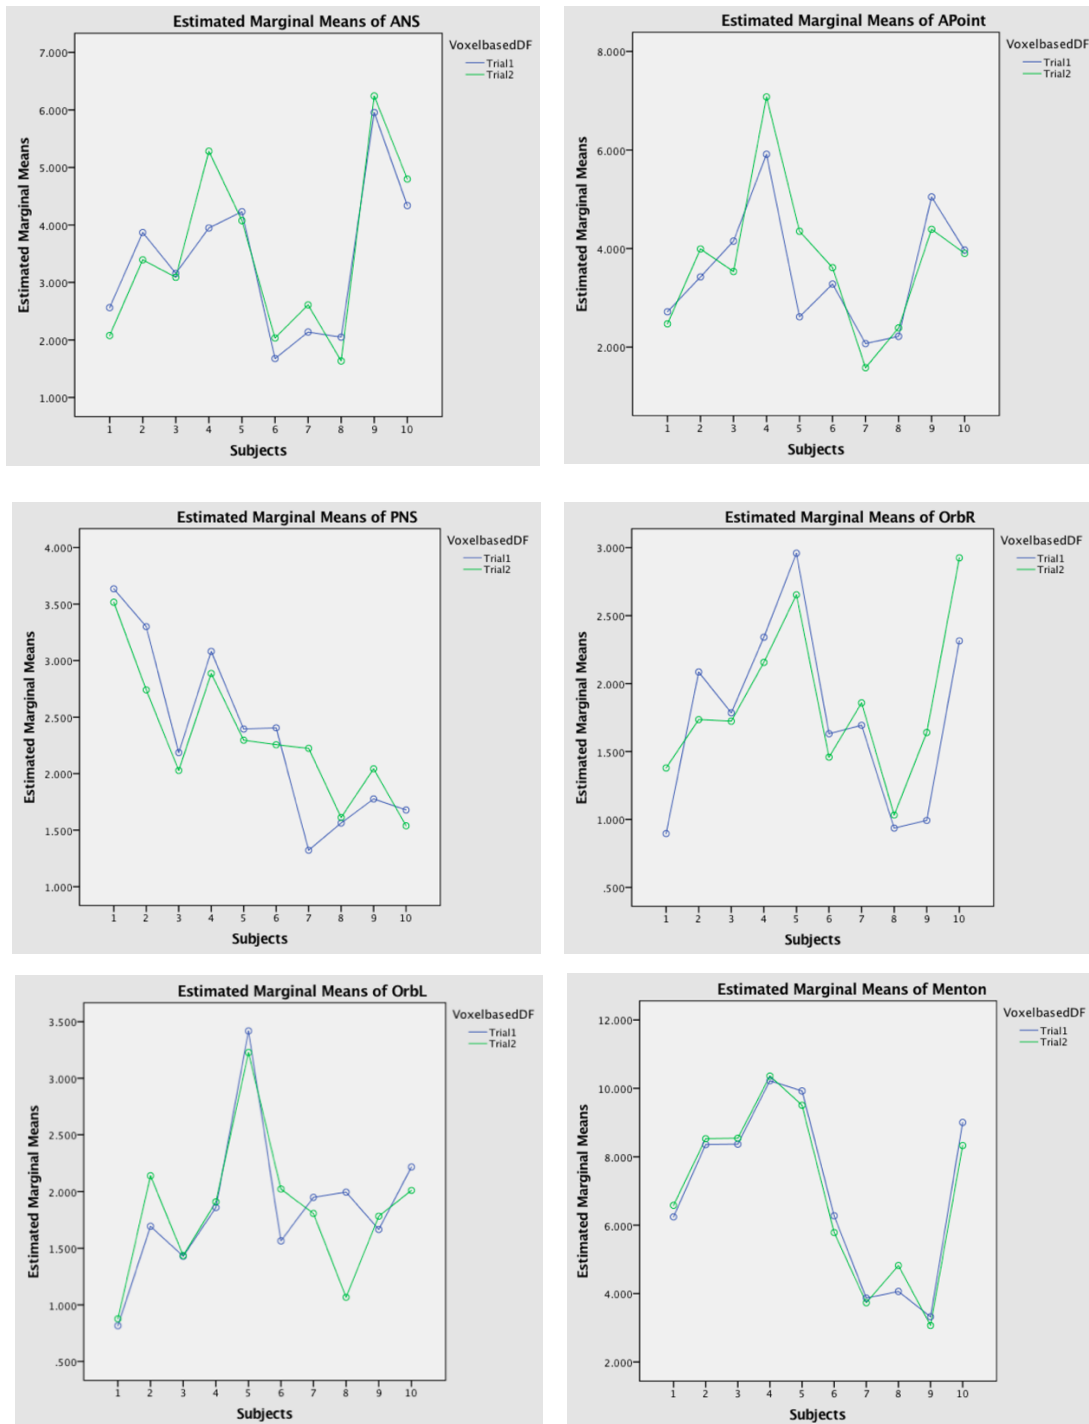 Estimated Marginal Means of ANS
VoxelbasedDF
Trial1
Trial2
Estimated Marginal Means
7.000
6.000
5.000
4.000
3.000
2.000
1.000
1 2 3 4 5 6 7 8 9 10
Subjects
Estimated Marginal Means of APoint
VoxelbasedDF
Trial1
Trial2
Estimated Marginal Means
8.000
6.000
4.000
2.000
1 2 3 4 5 6 7 8 9 10
Subjects
Estimated Marginal Means of PNS
VoxelbasedDF
Trial1
Trial2
Estimated Marginal Means
4.000
3.500
3.000
2.500
2.000
1.500
1.000
1 2 3 4 5 6 7 8 9 10
Subjects
Estimated Marginal Means of OrbR
VoxelbasedDF
Trial1
Trial2
Estimated Marginal Means
3.000
2.500
2.000
1.500
1.000
.500
1 2 3 4 5 6 7 8 9 10
Subjects
Estimated Marginal Means of OrbL
VoxelbasedDF
Trial1
Trial2
Estimated Marginal Means
3.500
3.000
2.500
2.000
1.500
1.000
.500
1 2 3 4 5 6 7 8 9 10
Subjects
Estimated Marginal Means of Menton
VoxelbasedDF
Trial1
Trial2
Estimated Marginal Means
12.000
10.000
8.000
6.000
4.000
2.000
1 2 3 4 5 6 7 8 9 10
Subjects